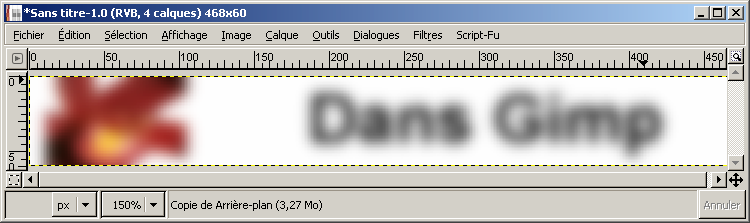 *Sans titre-1.0 (RVB, 4 calques) 468x60
Fichier Édition Sélection Affichage Image Calque Outils Dialogues Filtres Script-Fu
0 50 100 150 200 250 300 350 400 450
0
Dans Gimp
50
px 150% Copie de Arrière-plan (3,27 Mo) Annuler